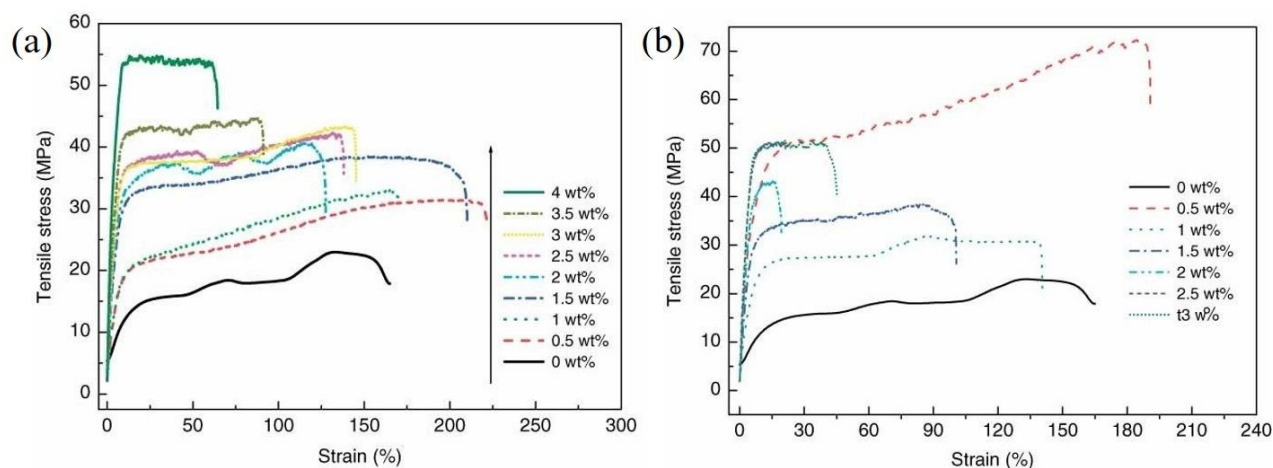 (a)
Tensile stress (MPa)
60
50
40
30
20
10
0
4 wt%
3.5 wt%
3 wt%
2.5 wt%
2 wt%
1.5 wt%
1 wt%
0.5 wt%
0 wt%
0 50 100 150 200 250 300
Strain (%)
(b)
Tensile stress (MPa)
70
60
50
40
30
20
10
0
0 wt%
0.5 wt%
1 wt%
1.5 wt%
2 wt%
2.5 wt%
0 30 60 90 120 150 180 210 240
Strain (%)